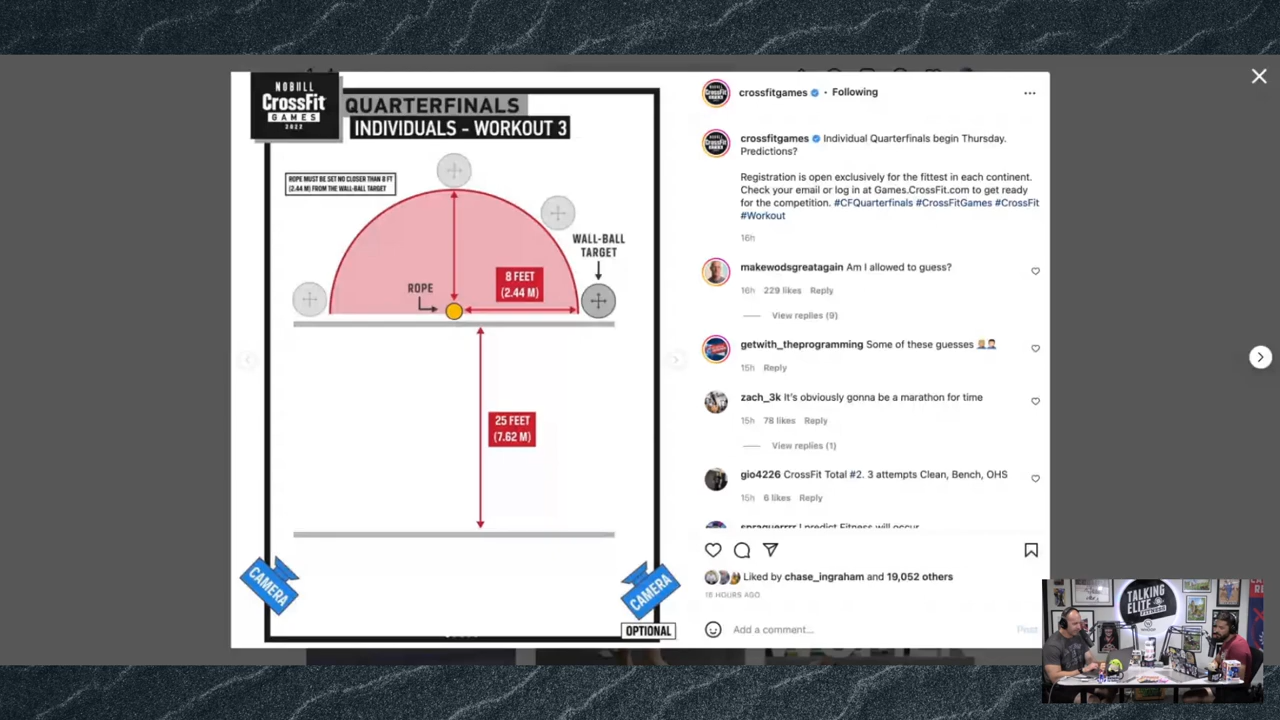 NOBULL
CrossFit
GAMES
2022
QUARTERFINALS
INDIVIDUALS - WORKOUT 3
ROPE MUST BE SET NO CLOSER THAN 8 FT
(2.44 M) FROM THE WALL-BALL TARGET
WALL-BALL
TARGET
8 FEET
(2.44 M)
ROPE
25 FEET
(7.62 M)
CAMERA
CAMERA
OPTIONAL
crossfitgames • Following
crossfitgames Individual Quarterfinals begin Thursday.
Predictions?
Registration is open exclusively for the fittest in each continent.
Check your email or log in at Games.CrossFit.com to get ready
for the competition. #CFQuarterfinals #CrossFitGames #CrossFit
#Workout
16h
makewodsgreatagain Am I allowed to guess?
16h 229 likes Reply
View replies (9)
getwith_theprogramming Some of these guesses 🤦🏼‍♂️🤦🏻‍♂️
15h Reply
zach_3k It's obviously gonna be a marathon for time
15h 78 likes Reply
View replies (1)
gio4226 CrossFit Total #2. 3 attempts Clean, Bench, OHS
15h 6 likes Reply
spraguerrrr I predict Fitness will occur
Liked by chase_ingraham and 19,052 others
16 HOURS AGO
Add a comment...
Post
TALKING
ELITE
FITNESS